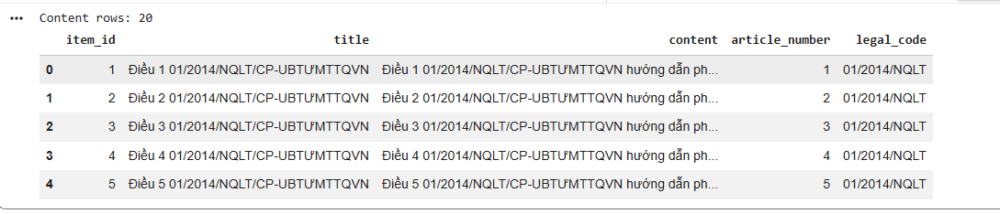 ••• Content rows: 20
item_id title content article_number legal_code
0 1 Điều 1 01/2014/NQLT/CP-UBTƯMTTQVN Điều 1 01/2014/NQLT/CP-UBTƯMTTQVN hướng dẫn ph... 1 01/2014/NQLT
1 2 Điều 2 01/2014/NQLT/CP-UBTƯMTTQVN Điều 2 01/2014/NQLT/CP-UBTƯMTTQVN hướng dẫn ph... 2 01/2014/NQLT
2 3 Điều 3 01/2014/NQLT/CP-UBTƯMTTQVN Điều 3 01/2014/NQLT/CP-UBTƯMTTQVN hướng dẫn ph... 3 01/2014/NQLT
3 4 Điều 4 01/2014/NQLT/CP-UBTƯMTTQVN Điều 4 01/2014/NQLT/CP-UBTƯMTTQVN hướng dẫn ph... 4 01/2014/NQLT
4 5 Điều 5 01/2014/NQLT/CP-UBTƯMTTQVN Điều 5 01/2014/NQLT/CP-UBTƯMTTQVN hướng dẫn ph... 5 01/2014/NQLT